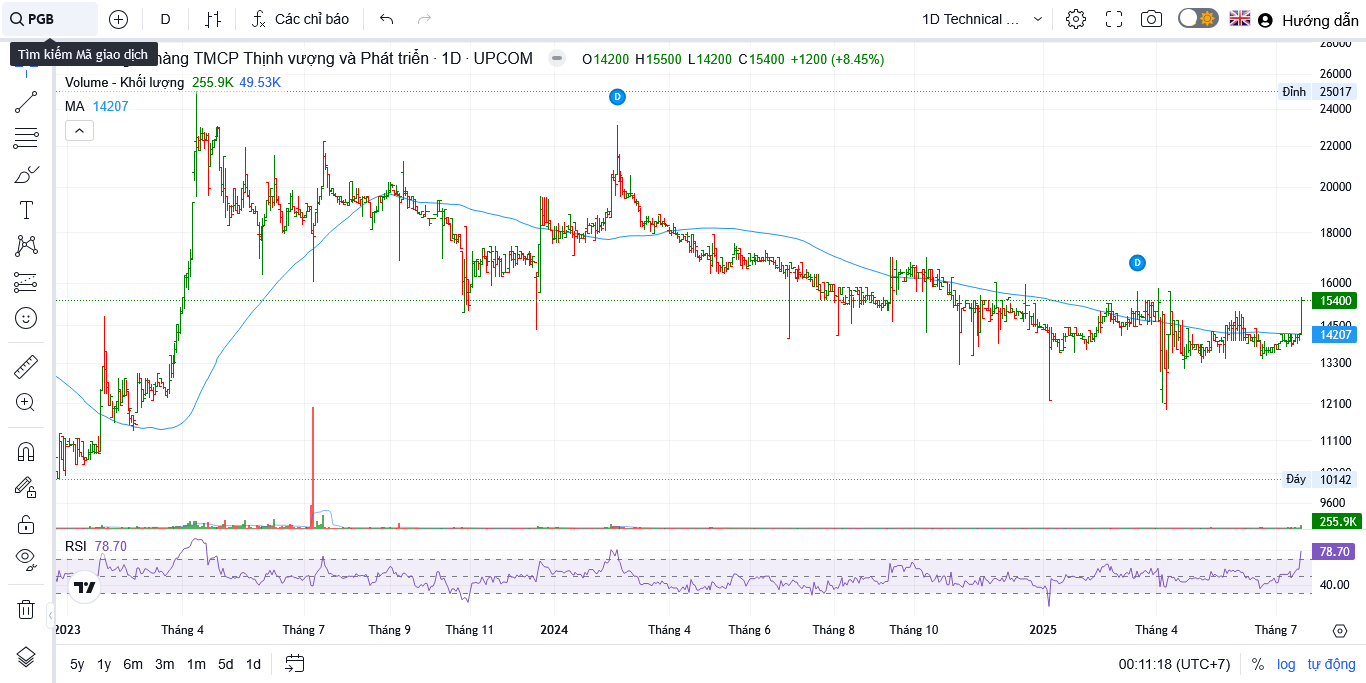 PGB
D
Các chỉ báo
1D Technical ...
Hướng dẫn
Tìm kiếm Mã giao dịch
hàng TMCP Thịnh vượng và Phát triển · 1D · UPCOM
O14200 H15500 L14200 C15400 +1200 (+8.45%)
Volume - Khối lượng 255.9K 49.53K
MA 14207
D
D
28000
26000
Đỉnh 25017
24000
22000
20000
18000
16000
15400
14500
14207
13300
12100
11100
10200
Đáy 10142
9600
255.9K
RSI 78.70
78.70
40.00
2023 Tháng 4 Tháng 7 Tháng 9 Tháng 11 2024 Tháng 4 Tháng 6 Tháng 8 Tháng 10 2025 Tháng 4 Tháng 7
5y 1y 6m 3m 1m 5d 1d
00:11:18 (UTC+7) % log tự động